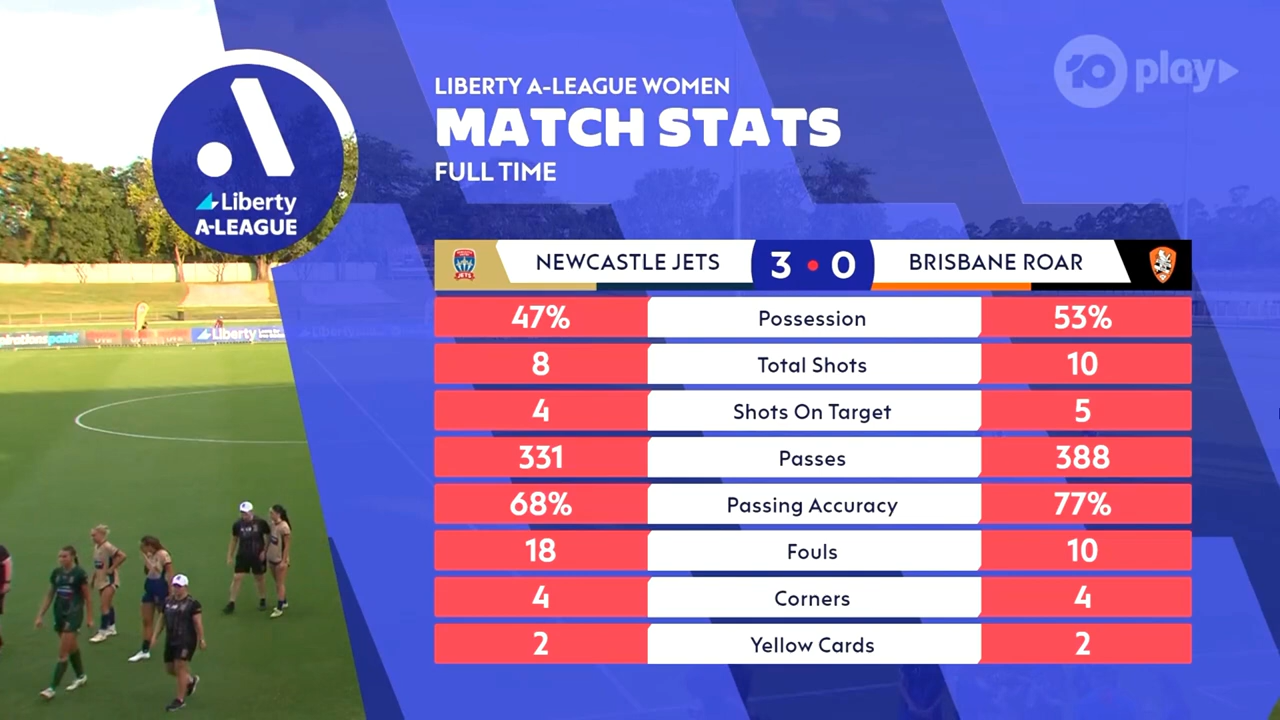 LIBERTY A-LEAGUE WOMEN
MATCH STATS
FULL TIME
10 play
Liberty
A-LEAGUE
JETS
NEWCASTLE JETS 3 • 0 BRISBANE ROAR
47% Possession 53%
8 Total Shots 10
4 Shots On Target 5
331 Passes 388
68% Passing Accuracy 77%
18 Fouls 10
4 Corners 4
2 Yellow Cards 2
Liberty